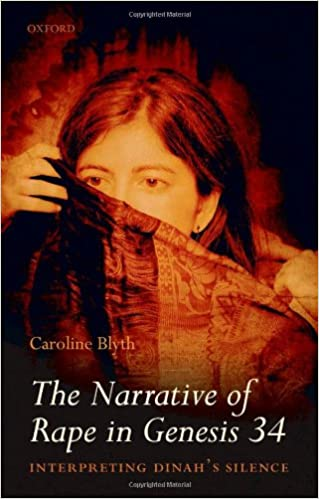 OXFORD
Caroline Blyth
The Narrative of
Rape in Genesis 34
INTERPRETING DINAH'S SILENCE